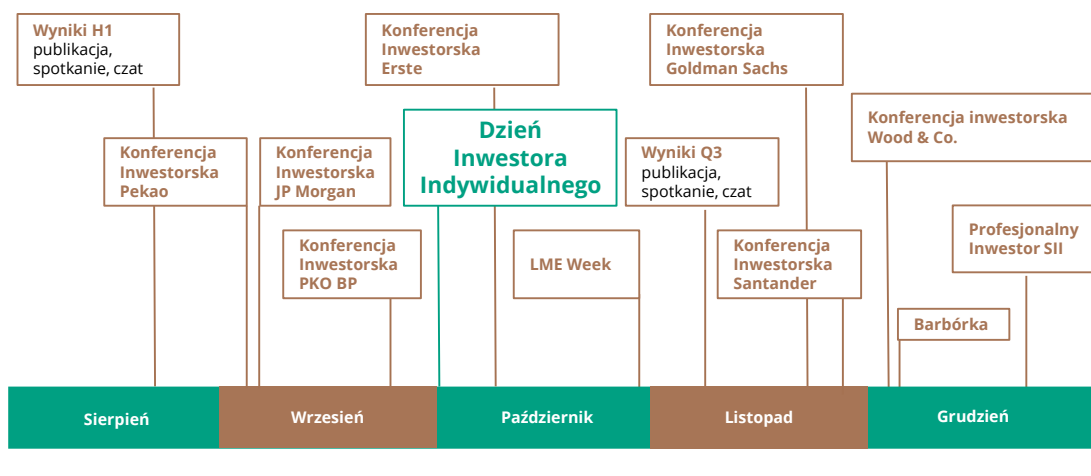 Wyniki H1
publikacja,
spotkanie, czat
Konferencja
Inwestorska
Erste
Konferencja
Inwestorska
Goldman Sachs
Konferencja inwestorska
Wood & Co.
Dzień
Inwestora
Indywidualnego
Konferencja
Inwestorska
Pekao
Konferencja
Inwestorska
JP Morgan
Wyniki Q3
publikacja,
spotkanie, czat
Profesjonalny
Inwestor SII
Konferencja
Inwestorska
PKO BP
LME Week
Konferencja
Inwestorska
Santander
Barbórka
Sierpień
Wrzesień
Październik
Listopad
Grudzień